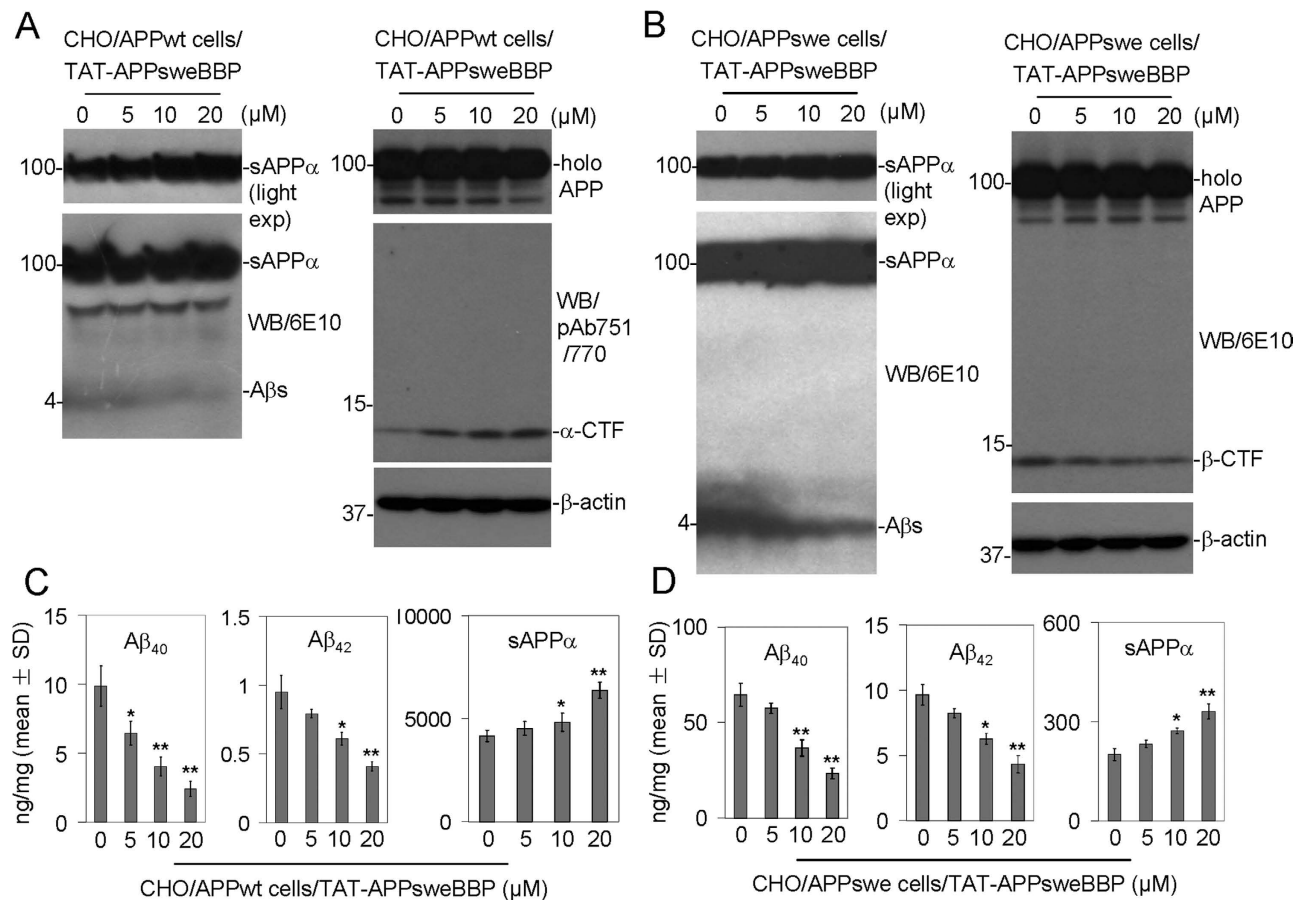 A
CHO/APPwt cells/
TAT-APPsweBBP
0 5 10 20 (µM)
100
-sAPPα
(light
exp)
100
-sAPPα
WB/6E10
4
-Aβs
CHO/APPwt cells/
TAT-APPsweBBP
0 5 10 20 (µM)
100
-holo
APP
WB/
pAb751
/770
15
-α-CTF
37
-β-actin
B
CHO/APPswe cells/
TAT-APPsweBBP
0 5 10 20 (µM)
100
-sAPPα
(light
exp)
100
-sAPPα
WB/6E10
4
-Aβs
CHO/APPswe cells/
TAT-APPsweBBP
0 5 10 20 (µM)
100
-holo
APP
WB/6E10
15
-β-CTF
37
-β-actin
C
ng/mg (mean ± SD)
15
10
5
0
Aβ40
*
**
**
0 5 10 20
1.5
1
0.5
0
Aβ42
*
**
0 5 10 20
10000
5000
0
sAPPα
*
**
0 5 10 20
CHO/APPwt cells/TAT-APPsweBBP (µM)
D
ng/mg (mean ± SD)
100
50
0
Aβ40
**
**
0 5 10 20
15
10
5
0
Aβ42
*
**
0 5 10 20
600
300
0
sAPPα
*
**
0 5 10 20
CHO/APPswe cells/TAT-APPsweBBP (µM)